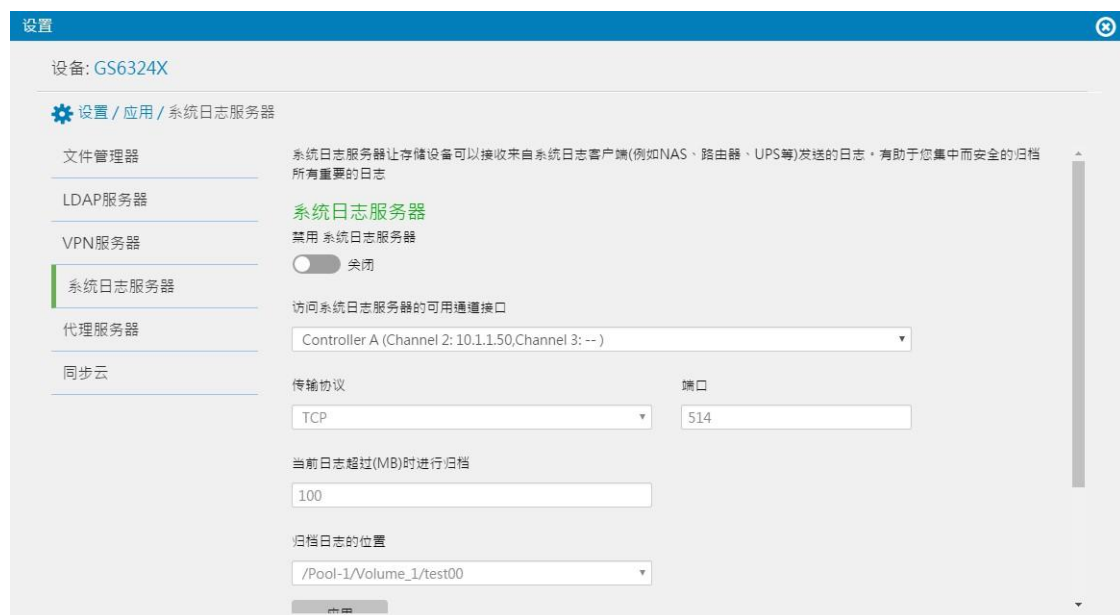 设置
设备: GS6324X
设置 / 应用 / 系统日志服务器
文件管理器
LDAP服务器
VPN服务器
系统日志服务器
代理服务器
同步云
系统日志服务器让存储设备可以接收来自系统日志客户端(例如NAS、路由器、UPS等)发送的日志。有助于您集中而安全的归档
所有重要的日志
系统日志服务器
禁用 系统日志服务器
关闭
访问系统日志服务器的可用通道接口
Controller A (Channel 2: 10.1.1.50,Channel 3: -- )
传输协议
端口
TCP
514
当前日志超过(MB)时进行归档
100
归档日志的位置
/Pool-1/Volume_1/test00
应用